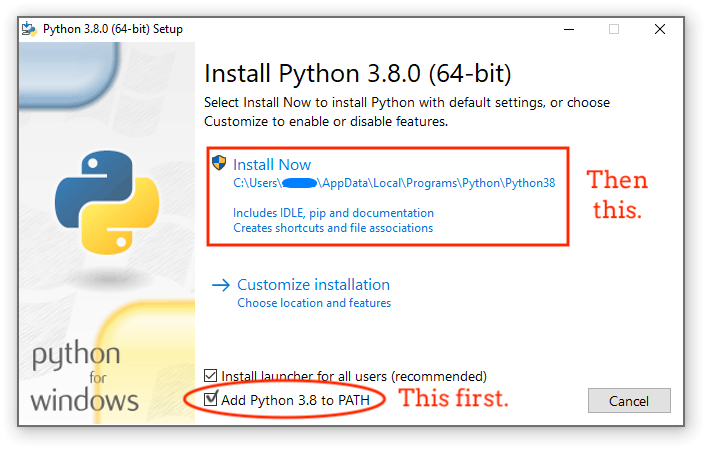 Python 3.8.0 (64-bit) Setup
Install Python 3.8.0 (64-bit)
Select Install Now to install Python with default settings, or choose
Customize to enable or disable features.
Install Now
C:\Users\ \AppData\Local\Programs\Python\Python38
Includes IDLE, pip and documentation
Creates shortcuts and file associations
Then
this.
Customize installation
Choose location and features
python
for
windows
Install launcher for all users (recommended)
Add Python 3.8 to PATH
This first.
Cancel